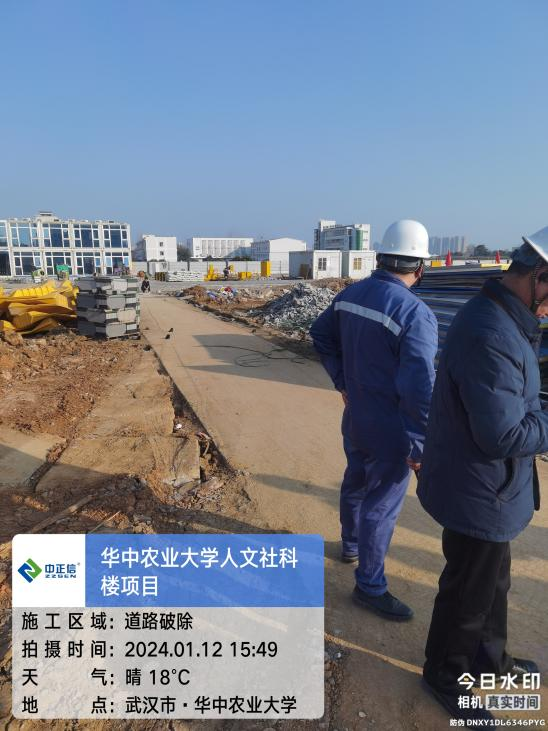 中正信®
ZZSEN
华中农业大学人文社科
楼项目
施工区域：道路破除
拍摄时间：2024.01.12 15:49
天气：晴 18°C
地点：武汉市·华中农业大学
今日水印
相机 真实时间
防伪 DNXY1DL6346PYG